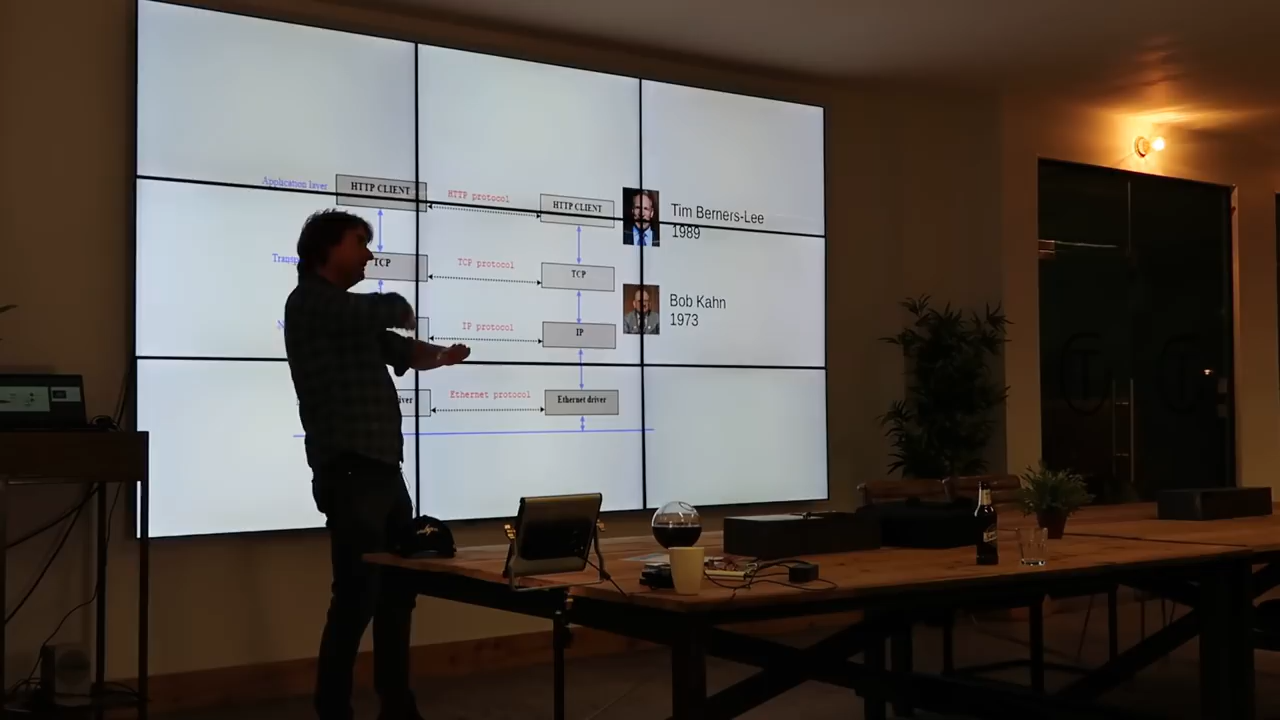 Application layer
HTTP CLIENT
HTTP protocol
HTTP CLIENT
Tim Berners-Lee
1989
TCP
TCP protocol
TCP
Bob Kahn
1973
IP protocol
IP
Ethernet protocol
Ethernet driver